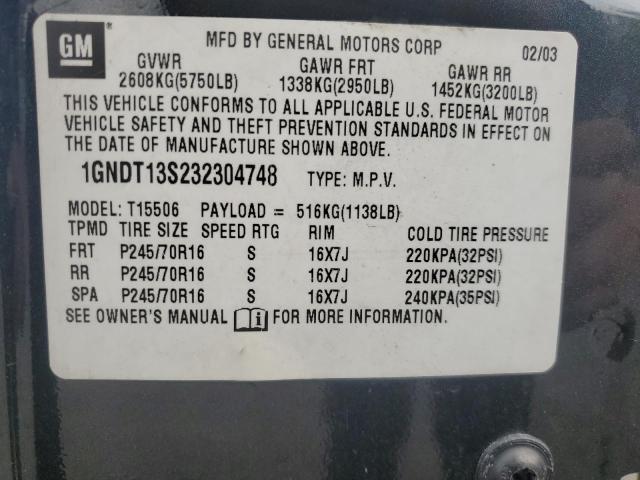 GM
MFD BY GENERAL MOTORS CORP 02/03
GVWR GAWR FRT GAWR RR
2608KG(5750LB) 1338KG(2950LB) 1452KG(3200LB)
THIS VEHICLE CONFORMS TO ALL APPLICABLE U.S. FEDERAL MOTOR
VEHICLE SAFETY AND THEFT PREVENTION STANDARDS IN EFFECT ON
THE DATE OF MANUFACTURE SHOWN ABOVE.
1GNDT13S232304748 TYPE: M.P.V.
MODEL: T15506 PAYLOAD = 516KG(1138LB)
TPMD TIRE SIZE SPEED RTG RIM COLD TIRE PRESSURE
FRT P245/70R16 S 16X7J 220KPA(32PSI)
RR P245/70R16 S 16X7J 220KPA(32PSI)
SPA P245/70R16 S 16X7J 240KPA(35PSI)
SEE OWNER'S MANUAL i FOR MORE INFORMATION.